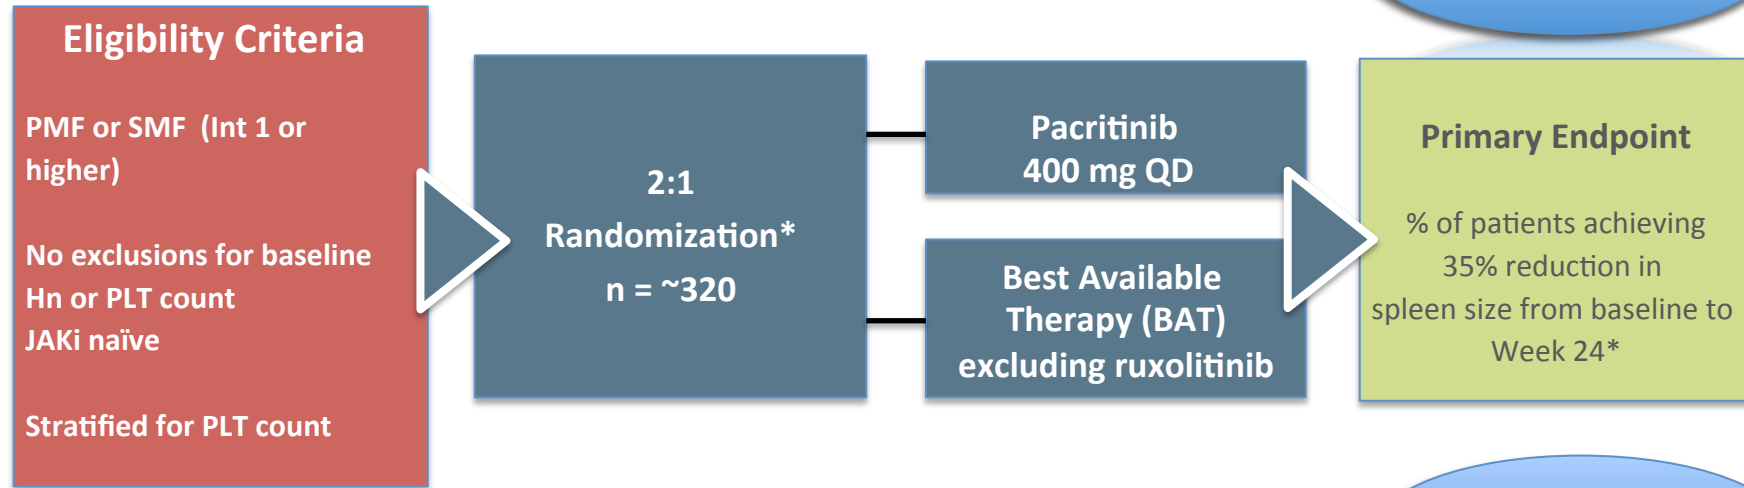 Eligibility Criteria
PMF or SMF (Int 1 or
higher)
No exclusions for baseline
Hn or PLT count
JAKi naïve
Stratified for PLT count
2:1
Randomization*
n = ~320
Pacritinib
400 mg QD
Best Available
Therapy (BAT)
excluding ruxolitinib
Primary Endpoint
% of patients achieving
35% reduction in
spleen size from baseline to
Week 24*